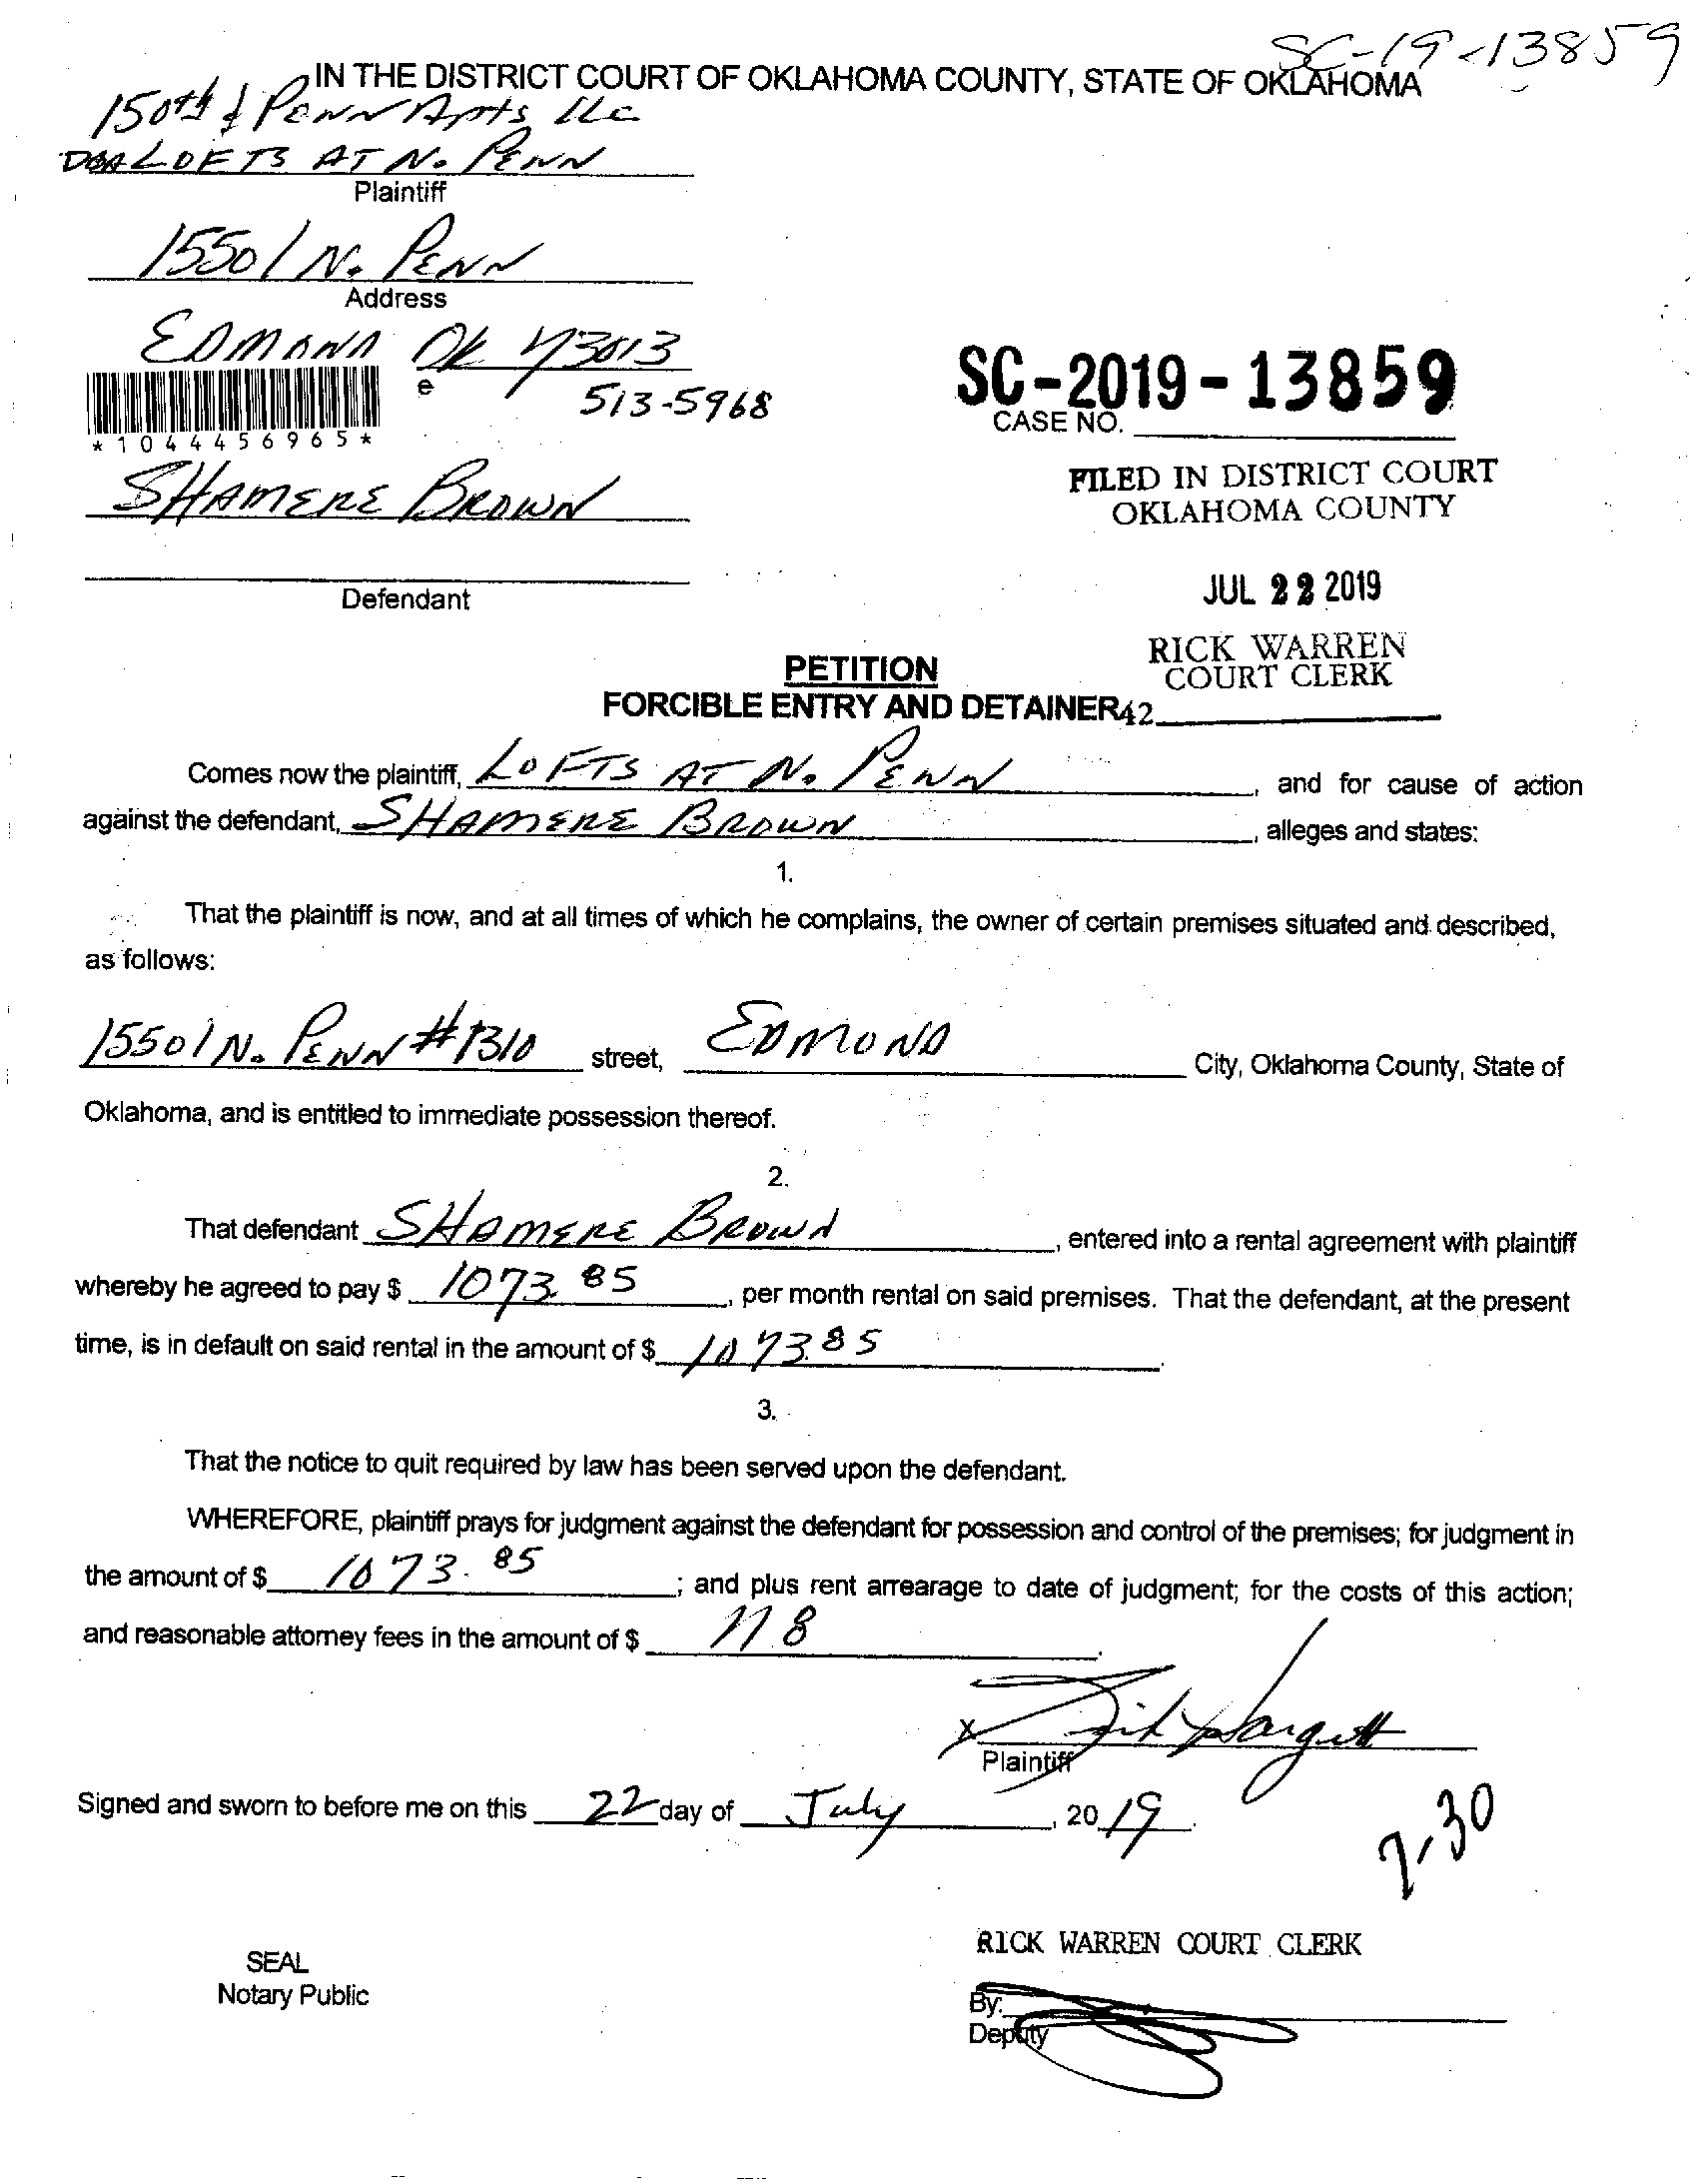 SC-19-13859
IN THE DISTRICT COURT OF OKLAHOMA COUNTY, STATE OF OKLAHOMA
150th & Penn Apts LLC
DBA LOFTS AT N. PENN
Plaintiff
15501 N. PENN
Address
EDMOND OK 73013
e
513-5968
*1044456965*
SC-2019-13859
CASE NO.
SHAMERE BROWN
FILED IN DISTRICT COURT
OKLAHOMA COUNTY
Defendant
JUL 22 2019
RICK WARREN
COURT CLERK
PETITION
FORCIBLE ENTRY AND DETAINER
42
Comes now the plaintiff, LOFTS AT N. PENN, and for cause of action
against the defendant, SHAMERE BROWN, alleges and states:
1.
That the plaintiff is now, and at all times of which he complains, the owner of certain premises situated and described,
as follows:
15501 N. PENN #1310 street, EDMOND City, Oklahoma County, State of
Oklahoma, and is entitled to immediate possession thereof.
2.
That defendant SHAMERE BROWN, entered into a rental agreement with plaintiff
whereby he agreed to pay $ 1073.85, per month rental on said premises. That the defendant, at the present
time, is in default on said rental in the amount of $ 1073.85.
3.
That the notice to quit required by law has been served upon the defendant.
WHEREFORE, plaintiff prays for judgment against the defendant for possession and control of the premises; for judgment in
the amount of $ 1073.85; and plus rent arrearage to date of judgment; for the costs of this action;
and reasonable attorney fees in the amount of $ 118.
X
Plaintiff
Signed and sworn to before me on this 22 day of July, 2019.
7-30
RICK WARREN COURT CLERK
SEAL
Notary Public
By:
Deputy